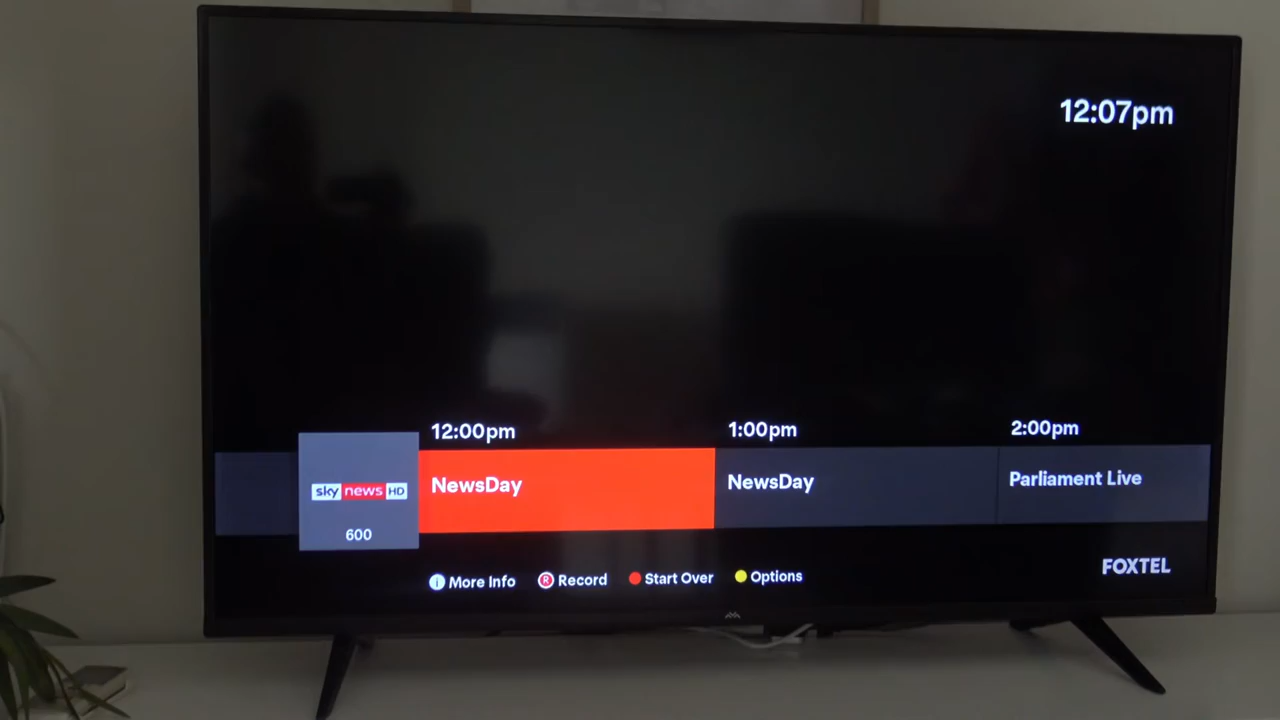 12:07pm
12:00pm 1:00pm 2:00pm
sky news HD
600
NewsDay NewsDay Parliament Live
i More Info R Record Start Over Options
FOXTEL